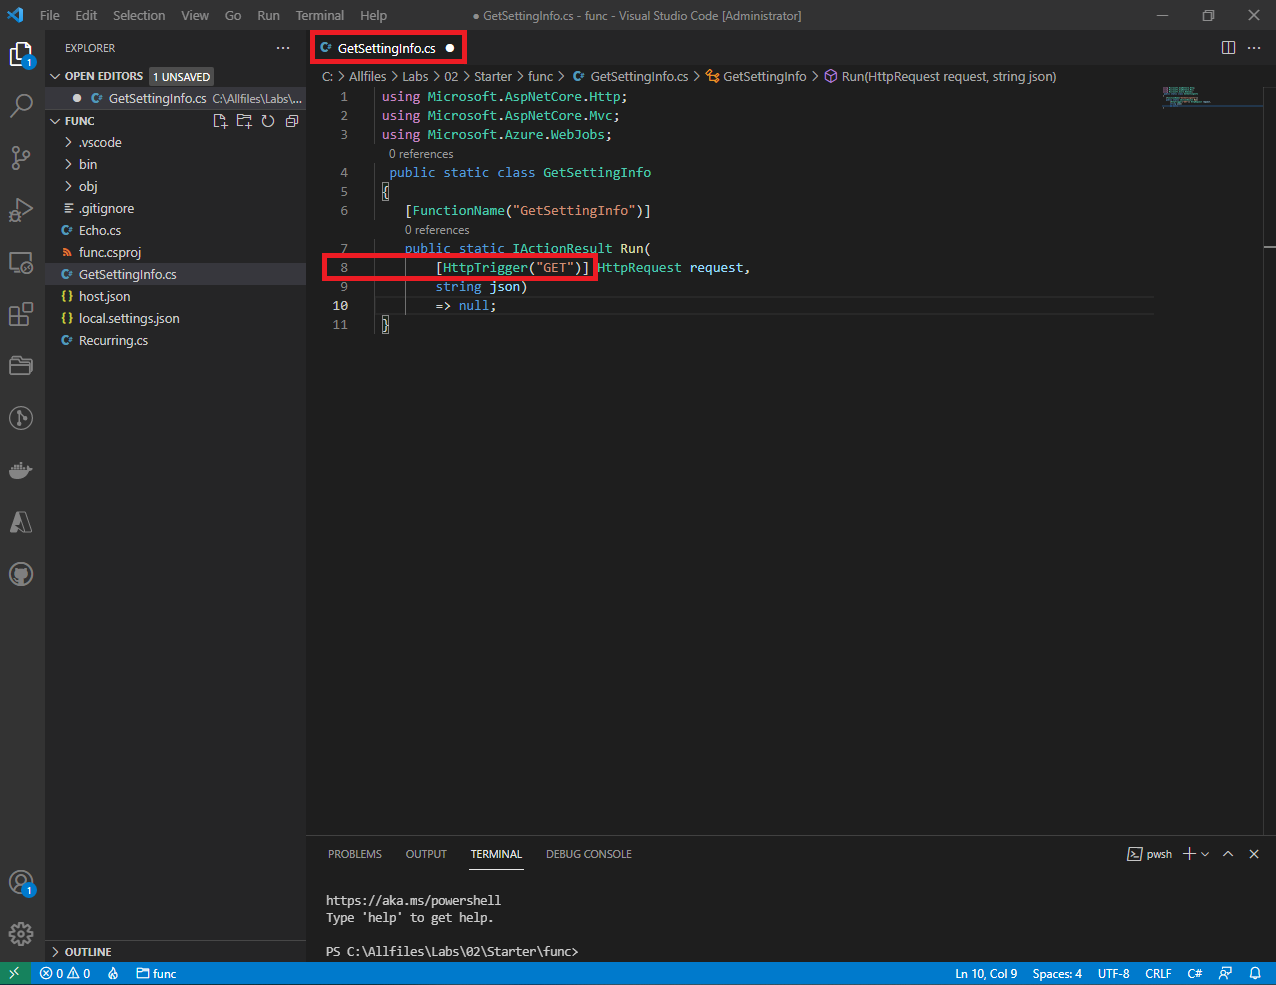 File Edit Selection View Go Run Terminal Help
● GetSettingInfo.cs - func - Visual Studio Code [Administrator]
EXPLORER
OPEN EDITORS 1 UNSAVED
GetSettingInfo.cs C:\Allfiles\Labs\...
FUNC
.vscode
bin
obj
.gitignore
Echo.cs
func.csproj
GetSettingInfo.cs
host.json
local.settings.json
Recurring.cs
OUTLINE
GetSettingInfo.cs
C: > Allfiles > Labs > 02 > Starter > func > GetSettingInfo.cs > GetSettingInfo > Run(HttpRequest request, string json)
1 using Microsoft.AspNetCore.Http;
2 using Microsoft.AspNetCore.Mvc;
3 using Microsoft.Azure.WebJobs;
0 references
4 public static class GetSettingInfo
5 {
6 [FunctionName("GetSettingInfo")]
0 references
7 public static IActionResult Run(
8 [HttpTrigger("GET")] HttpRequest request,
9 string json)
10 => null;
11 }
PROBLEMS OUTPUT TERMINAL DEBUG CONSOLE
pwsh
https://aka.ms/powershell
Type 'help' to get help.
PS C:\Allfiles\Labs\02\Starter\func>
1
1
0 0 func
Ln 10, Col 9 Spaces: 4 UTF-8 CRLF C#